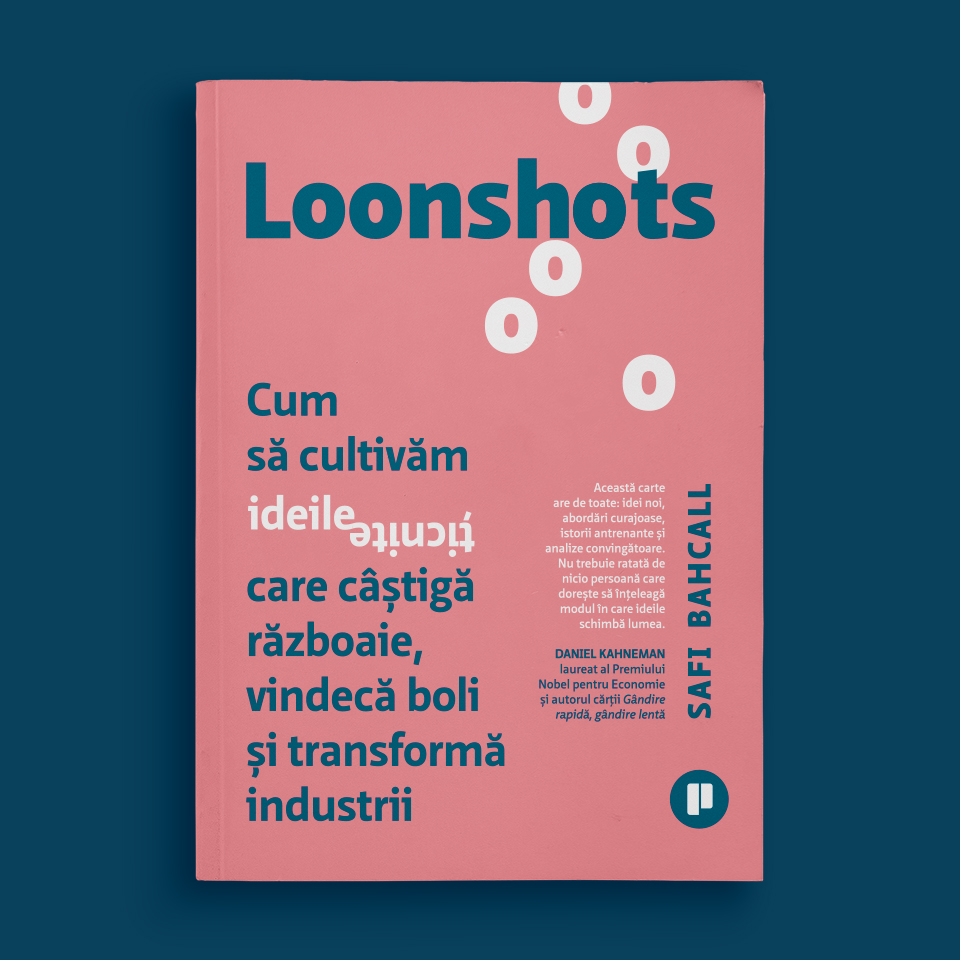 o
o
Loonshots
o
o
o
Cum
să cultivăm
ideile țicnite
care câștigă
războaie,
vindecă boli
și transformă
industrii
Această carte
are de toate: idei noi,
abordări curajoase,
istorii antrenante și
analize convingătoare.
Nu trebuie ratată de
nicio persoană care
dorește să înțeleagă
modul în care ideile
schimbă lumea.
DANIEL KAHNEMAN
laureat al Premiului
Nobel pentru Economie
și autorul cărții Gândire
rapidă, gândire lentă
SAFI BAHCALL
P